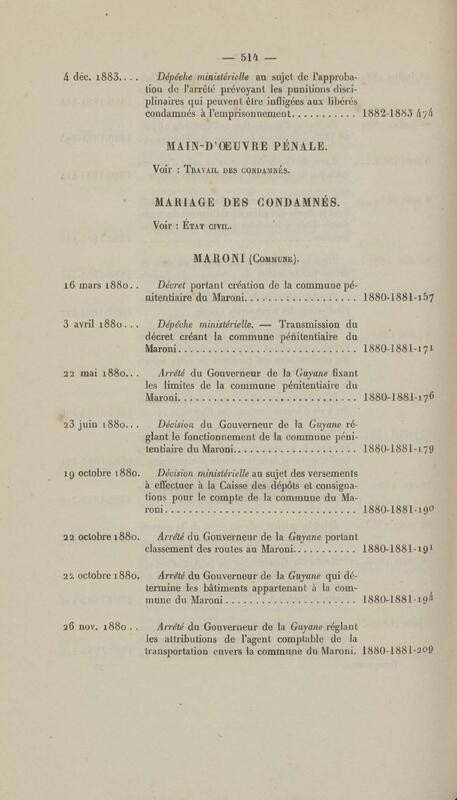 — 514 —
4 déc. 1883.... Dépêche ministérielle au sujet de l'approba-
tion de l'arrêté prévoyant les punitions disci-
plinaires qui peuvent être infligées aux libérés
condamnés à l'emprisonnement........... 1882-1883 474
MAIN-D'ŒUVRE PÉNALE.
Voir : TRAVAIL DES CONDAMNÉS.
MARIAGE DES CONDAMNÉS.
Voir : ÉTAT CIVIL.
MARONI (COMMUNE).
16 mars 1880.. Décret portant création de la commune pé-
nitentiaire du Maroni.................. 1880-1881-157
3 avril 1880... Dépêche ministérielle. — Transmission du
décret créant la commune pénitentiaire du
Maroni............................. 1880-1881-171
22 mai 1880... Arrêté du Gouverneur de la Guyane fixant
les limites de la commune pénitentiaire du
Maroni............................. 1880-1881-176
23 juin 1880... Décision du Gouverneur de la Guyane ré-
glant le fonctionnement de la commune péni-
tentiaire du Maroni................... 1880-1881-179
19 octobre 1880. Décision ministérielle au sujet des versements
à effectuer à la Caisse des dépôts et consigna-
tions pour le compte de la commune du Ma-
roni............................... 1880-1881-190
22 octobre 1880. Arrêté du Gouverneur de la Guyane portant
classement des routes au Maroni.......... 1880-1881-191
22 octobre 1880. Arrêté du Gouverneur de la Guyane qui dé-
termine les bâtiments appartenant à la com-
mune du Maroni..................... 1880-1881-194
26 nov. 1880.. Arrêté du Gouverneur de la Guyane réglant
les attributions de l'agent comptable de la
transportation envers la commune du Maroni. 1880-1881-209